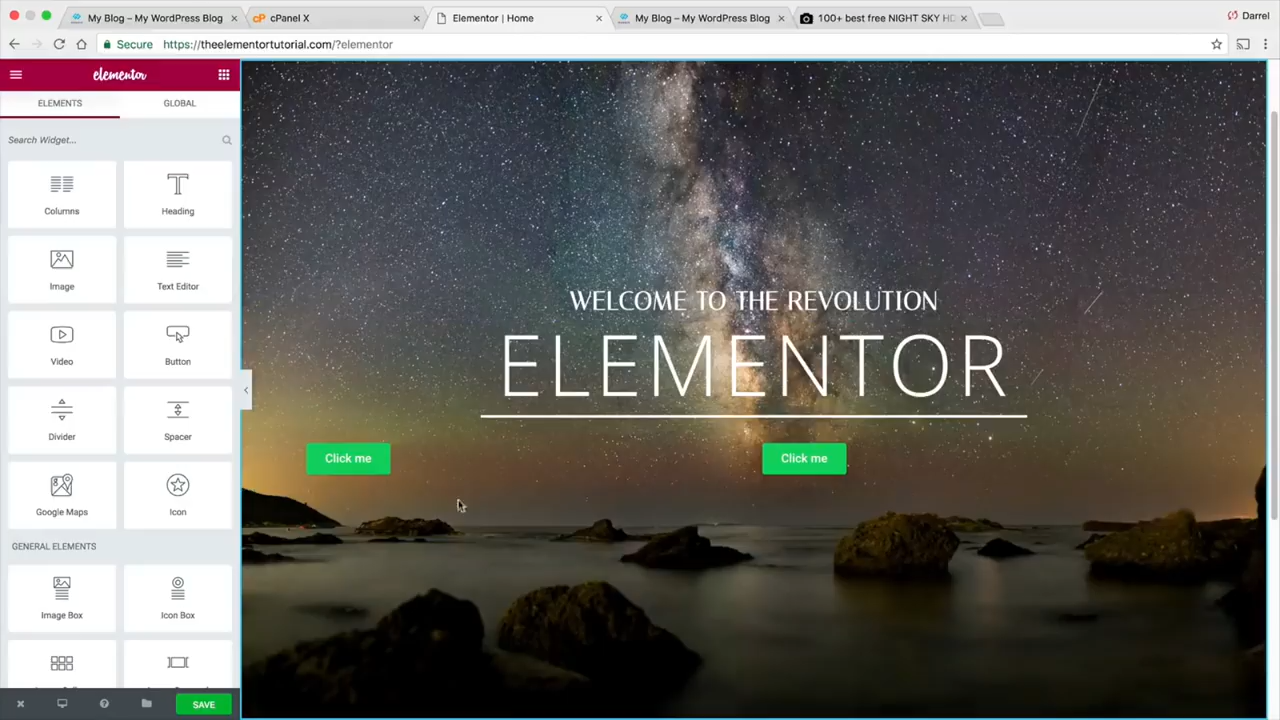 My Blog – My WordPress Blog
cPanel X
Elementor | Home
My Blog – My WordPress Blog
100+ best free NIGHT SKY HD
Darrel
Secure
https://theelementortutorial.com/?elementor
elementor
ELEMENTS
GLOBAL
Search Widget...
Columns
Heading
Image
Text Editor
Video
Button
Divider
Spacer
Google Maps
Icon
GENERAL ELEMENTS
Image Box
Icon Box
SAVE
WELCOME TO THE REVOLUTION
ELEMENTOR
Click me
Click me